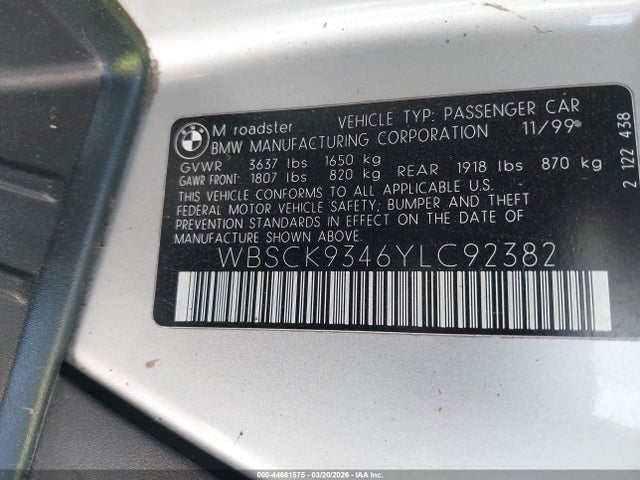 BMW
M roadster VEHICLE TYP: PASSENGER CAR
BMW MANUFACTURING CORPORATION 11/99
GVWR 3637 lbs 1650 kg
GAWR FRONT: 1807 lbs 820 kg REAR 1918 lbs 870 kg
THIS VEHICLE CONFORMS TO ALL APPLICABLE U.S.
FEDERAL MOTOR VEHICLE SAFETY; BUMPER AND THEFT
PREVENTION STANDARDS IN EFFECT ON THE DATE OF
MANUFACTURE SHOWN ABOVE.
WBSCK9346YLC92382
2 122 438
000-44661575 - 03/20/2026 - IAAI